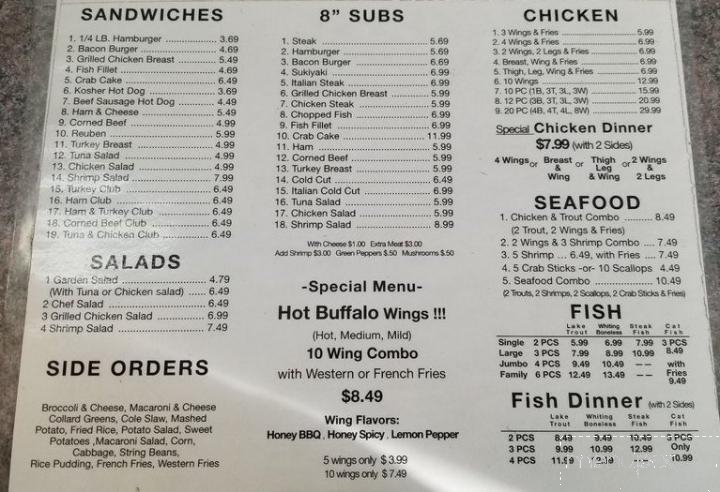 SANDWICHES
1. 1/4 LB. Hamburger 3.69
2. Bacon Burger 4.69
3. Grilled Chicken Breast 5.49
4. Fish Fillet 4.69
5. Crab Cake 6.49
6. Kosher Hot Dog 3.69
7. Beef Sausage Hot Dog 4.49
8. Ham & Cheese 5.49
9. Corned Beef 4.99
10. Reuben 5.99
11. Turkey Breast 4.99
12. Tuna Salad 4.99
13. Chicken Salad 4.99
14. Shrimp Salad 7.99
15. Turkey Club 6.49
16. Ham Club 6.49
17. Ham & Turkey Club 6.49
18. Corned Beef Club 6.49
19. Tuna & Chicken Club 6.49
SALADS
1 Garden Salad 4.79
(With Tuna or Chicken salad) 6.49
2 Chef Salad 6.49
3 Grilled Chicken Salad 6.99
4 Shrimp Salad 7.49
SIDE ORDERS
Broccoli & Cheese, Macaroni & Cheese
Collard Greens, Cole Slaw, Mashed
Potato, Fried Rice, Potato Salad, Sweet
Potatoes ,Macaroni Salad, Corn,
Cabbage, String Beans,
Rice Pudding, French Fries, Western Fries
8” SUBS
1. Steak 5.69
2. Hamburger 5.69
3. Bacon Burger 6.69
4. Sukiyaki 6.99
5. Italian Steak 6.99
6. Grilled Chicken Breast 5.99
7. Chicken Steak 5.99
8. Chopped Fish 6.99
9. Fish Fillet 6.99
10. Crab Cake 11.99
11. Ham 5.99
12. Corned Beef 5.99
13. Turkey Breast 5.99
14. Cold Cut 6.49
15. Italian Cold Cut 6.99
16. Tuna Salad 5.99
17. Chicken Salad 5.99
18. Shrimp Salad 8.99
With Cheese $1.00 Extra Meat $3.00
Add Shrimp $3.00 Green Peppers $.50 Mushrooms $.50
-Special Menu-
Hot Buffalo Wings !!!
(Hot, Medium, Mild)
10 Wing Combo
with Western or French Fries
$8.49
Wing Flavors:
Honey BBQ , Honey Spicy , Lemon Pepper
5 wings only $3.99
10 wings only $7.49
CHICKEN
1. 3 Wings & Fries 5.99
2. 4 Wings & Fries 6.99
3. 2 Wings, 2 Legs & Fries 6.99
4. Breast, Wing & Fries 6.99
5. Thigh, Leg, Wing & Fries 6.99
6. 10 Wings 12.99
7. 10 PC (1B, 3T, 3L, 3W) 15.99
8. 12 PC (3B, 3T, 3L, 3W) 20.99
9. 20 PC (4B, 4T, 4L, 8W) 29.99
Special Chicken Dinner
$7.99 (with 2 Sides)
4 Wings or Breast & Wing or Thigh Leg & Wing or 2 Wings & 2 Legs
SEAFOOD
1. Chicken & Trout Combo 8.49
(2 Trout, 2 Wings & Fries)
2. 2 Wings & 3 Shrimp Combo 7.49
3. 5 Shrimp ... 6.49, with Fries 7.49
4. 5 Crab Sticks -or- 10 Scallops 4.49
5. Seafood Combo 10.49
(2 Trouts, 2 Shrimps, 2 Scallops, 2 Crab Sticks & Fries)
FISH
Lake Trout Whiting Boneless Steak Fish Cat Fish
Single 2 PCS 5.99 6.99 7.99 3 PCS
Large 3 PCS 7.99 8.99 10.99 8.49
Jumbo 4 PCS 9.49 10.49 -- with
Family 6 PCS 12.49 13.49 -- Fries
9.49
Fish Dinner (with 2 Sides)
Lake Trout Whiting Boneless Steak Fish Cat Fish
2 PCS 8.49 9.49 10.49 3 PCS
3 PCS 9.99 10.99 12.99 Only
4 PCS 10.99